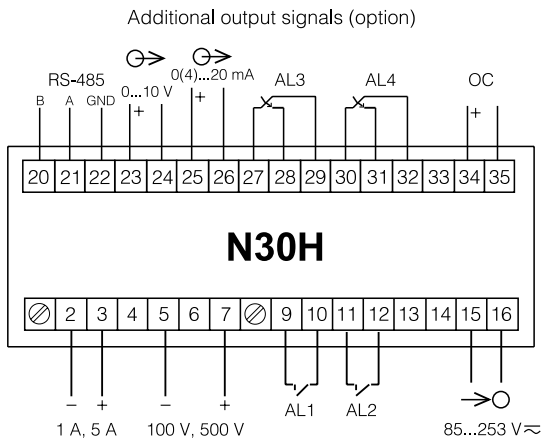 Additional output signals (option)
RS-485
0(4)...20 mA
AL3
AL4
OC
B A GND
0...10 V
+
+
+
20 21 22 23 24 25 26 27 28 29 30 31 32 33 34 35
N30H
2 3 4 5 6 7 9 10 11 12 13 14 15 16
− + − +
AL1 AL2
1 A, 5 A 100 V, 500 V 85...253 V